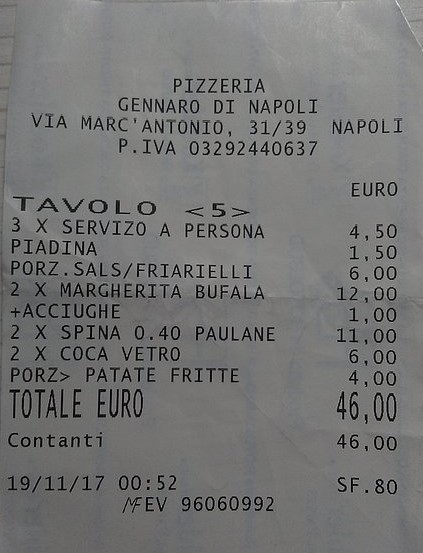 PIZZERIA
GENNARO DI NAPOLI
VIA MARC'ANTONIO, 31/39 NAPOLI
P.IVA 03292440637
EURO
TAVOLO <5>
3 X SERVIZO A PERSONA 4,50
PIADINA 1,50
PORZ.SALS/FRIARIELLI 6,00
2 X MARGHERITA BUFALA 12,00
+ACCIUGHE 1,00
2 X SPINA 0.40 PAULANE 11,00
2 X COCA VETRO 6,00
PORZ> PATATE FRITTE 4,00
TOTALE EURO 46,00
Contanti 46,00
19/11/17 00:52 SF.80
MFEV 96060992